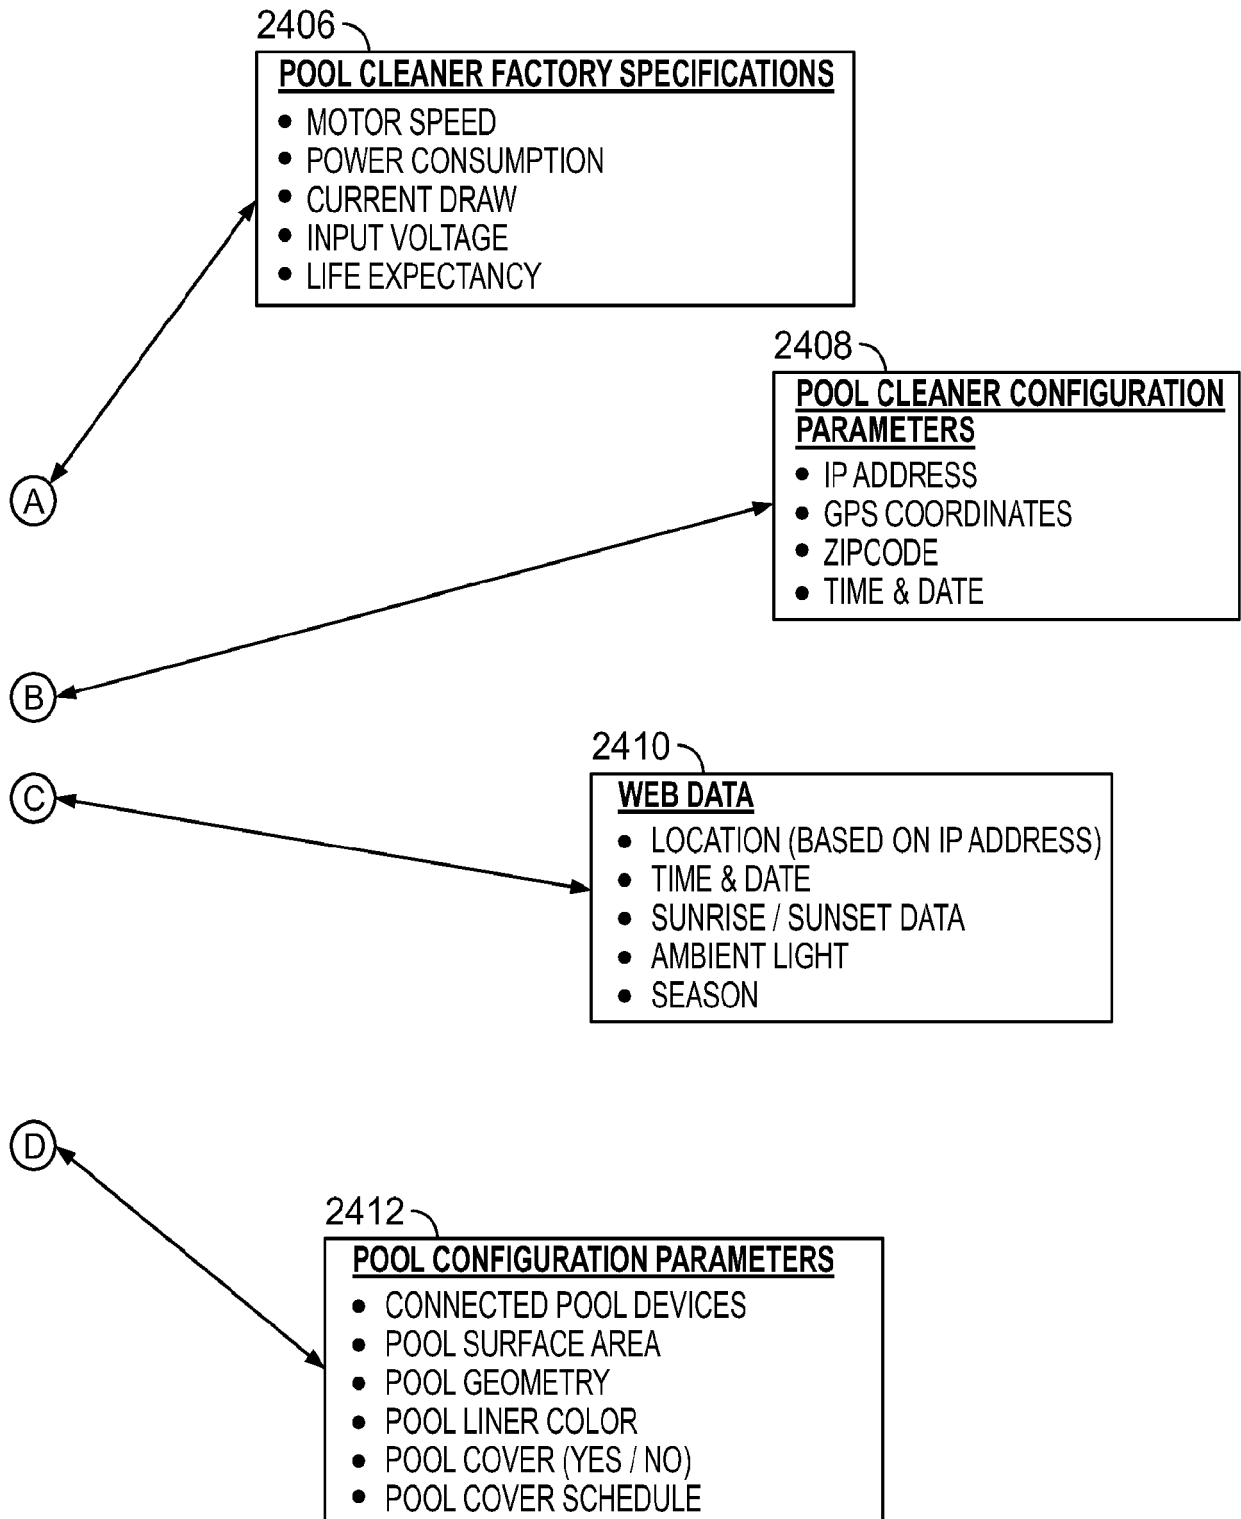 2406
POOL CLEANER FACTORY SPECIFICATIONS
• MOTOR SPEED
• POWER CONSUMPTION
• CURRENT DRAW
• INPUT VOLTAGE
• LIFE EXPECTANCY
2408
POOL CLEANER CONFIGURATION
PARAMETERS
• IP ADDRESS
• GPS COORDINATES
• ZIPCODE
• TIME & DATE
A
B
2410
C
WEB DATA
• LOCATION (BASED ON IP ADDRESS)
• TIME & DATE
• SUNRISE / SUNSET DATA
• AMBIENT LIGHT
• SEASON
D
2412
POOL CONFIGURATION PARAMETERS
• CONNECTED POOL DEVICES
• POOL SURFACE AREA
• POOL GEOMETRY
• POOL LINER COLOR
• POOL COVER (YES / NO)
• POOL COVER SCHEDULE